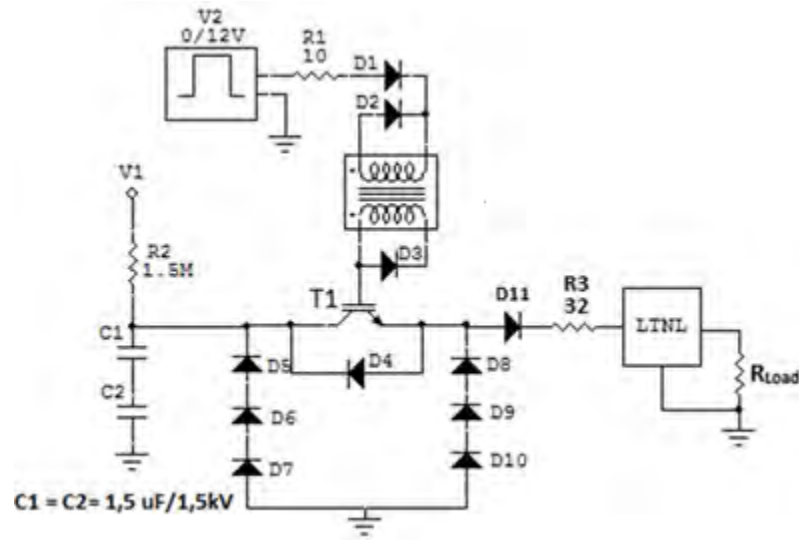 V2
0/12V
R1
10
D1
D2
V1
R2
1.5M
D3
T1
D11
R3
32
LTNL
C1
D5
D4
D8
RLoad
C2
D6
D9
D7
D10
C1 = C2= 1,5 uF/1,5kV